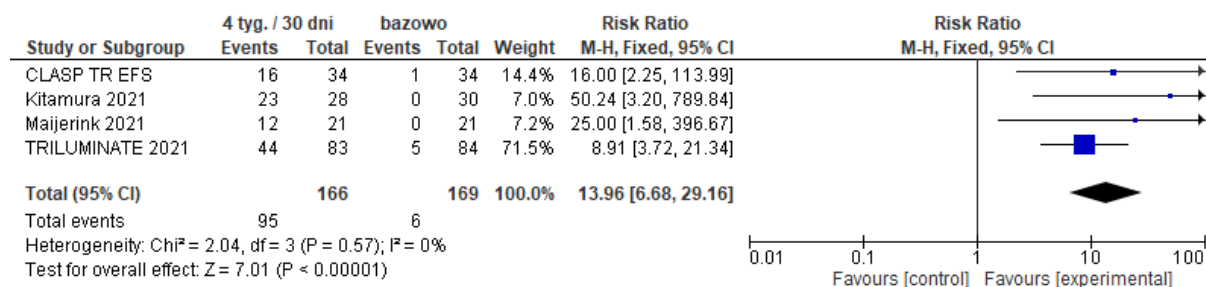 4 tyg. / 30 dni bazowo Risk Ratio Risk Ratio
Study or Subgroup Events Total Events Total Weight M-H, Fixed, 95% CI M-H, Fixed, 95% CI
CLASP TR EFS 16 34 1 34 14.4% 16.00 [2.25, 113.99]
Kitamura 2021 23 28 0 30 7.0% 50.24 [3.20, 789.84]
Maijerink 2021 12 21 0 21 7.2% 25.00 [1.58, 396.67]
TRILUMINATE 2021 44 83 5 84 71.5% 8.91 [3.72, 21.34]
Total (95% CI) 166 169 100.0% 13.96 [6.68, 29.16]
Total events 95 6
Heterogeneity: Chi² = 2.04, df = 3 (P = 0.57); I² = 0%
Test for overall effect: Z = 7.01 (P < 0.00001)
0.01 0.1 1 10 100
Favours [control] Favours [experimental]